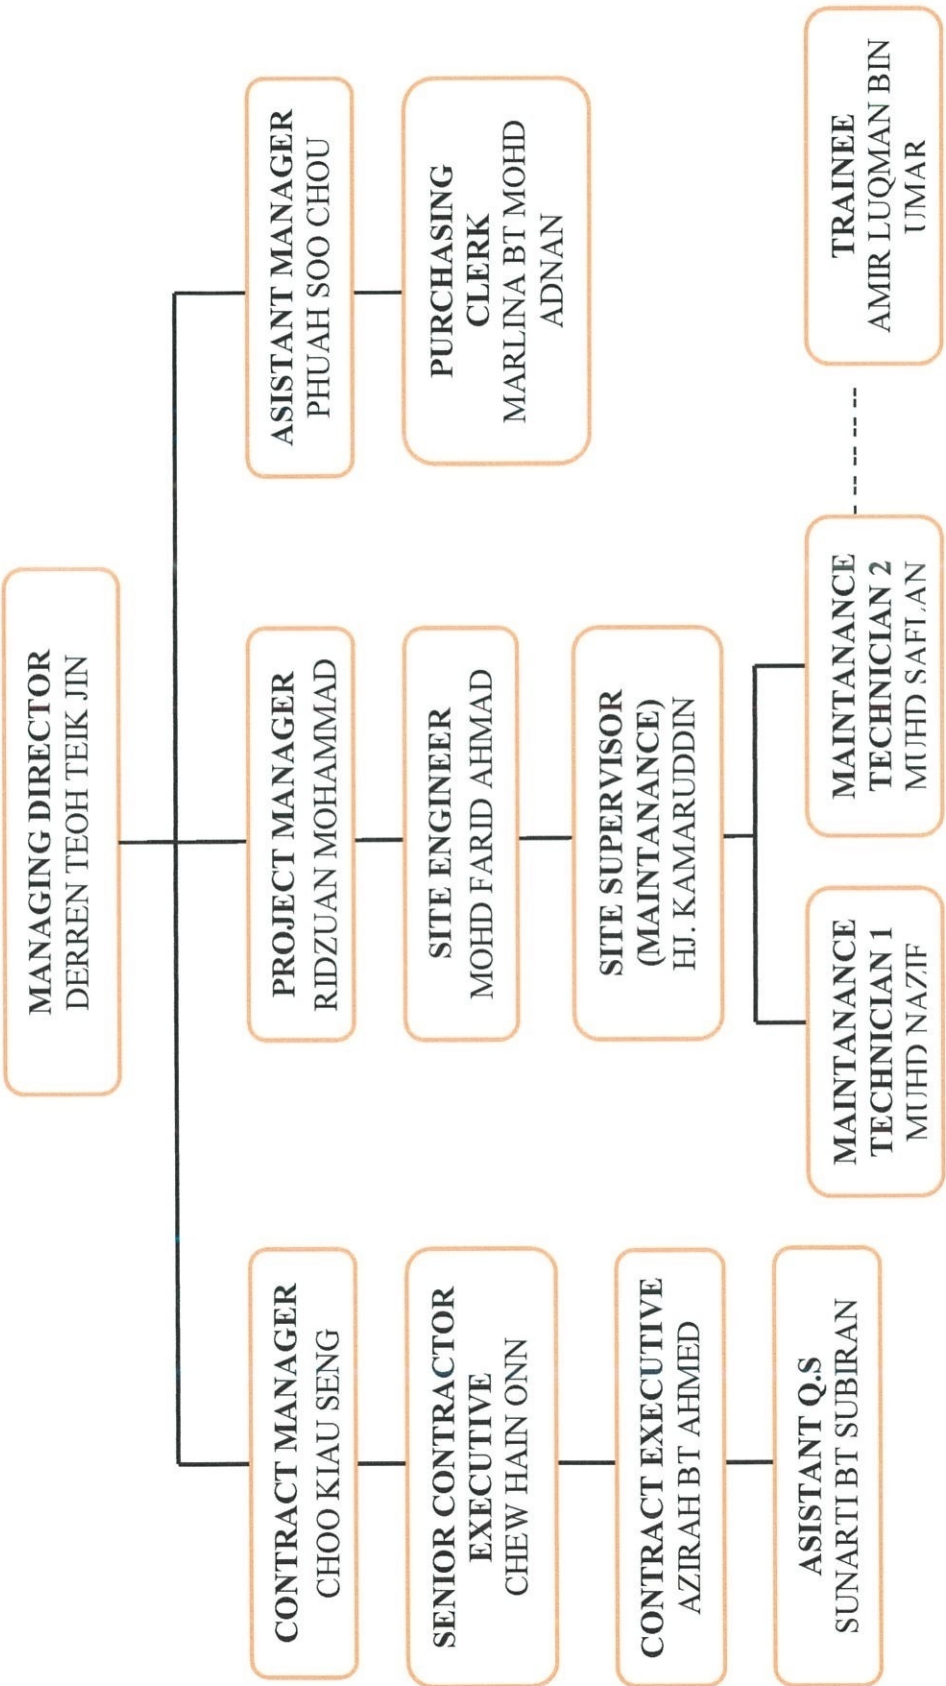 MANAGING DIRECTOR
DERREN TEOH TEIK JIN
CONTRACT MANAGER
CHOO KIAU SENG
PROJECT MANAGER
RIDZUAN MOHAMMAD
ASISTANT MANAGER
PHUAH SOO CHOU
SENIOR CONTRACTOR
EXECUTIVE
CHEW HAIN ONN
SITE ENGINEER
MOHD FARID AHMAD
PURCHASING
CLERK
MARLINA BT MOHD
ADNAN
CONTRACT EXECUTIVE
AZIRAH BT AHMED
SITE SUPERVISOR
(MAINTANANCE)
HJ. KAMARUDDIN
ASISTANT Q.S
SUNARTI BT SUBIRAN
MAINTANANCE
TECHNICIAN 1
MUHD NAZIF
MAINTANANCE
TECHNICIAN 2
MUHD SAFLAN
TRAINEE
AMIR LUQMAN BIN
UMAR